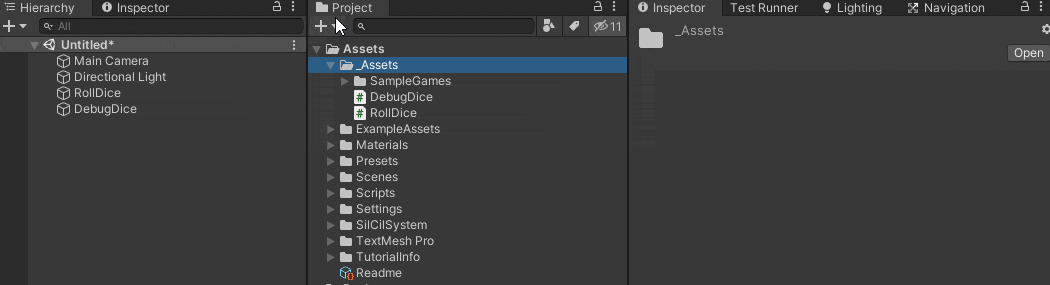 Hierarchy
Inspector
All
Untitled*
Main Camera
Directional Light
RollDice
DebugDice
Project
11
Assets
_Assets
SampleGames
DebugDice
RollDice
ExampleAssets
Materials
Presets
Scenes
Scripts
Settings
SilCilSystem
TextMesh Pro
TutorialInfo
Readme
Inspector
Test Runner
Lighting
Navigation
_Assets
Open